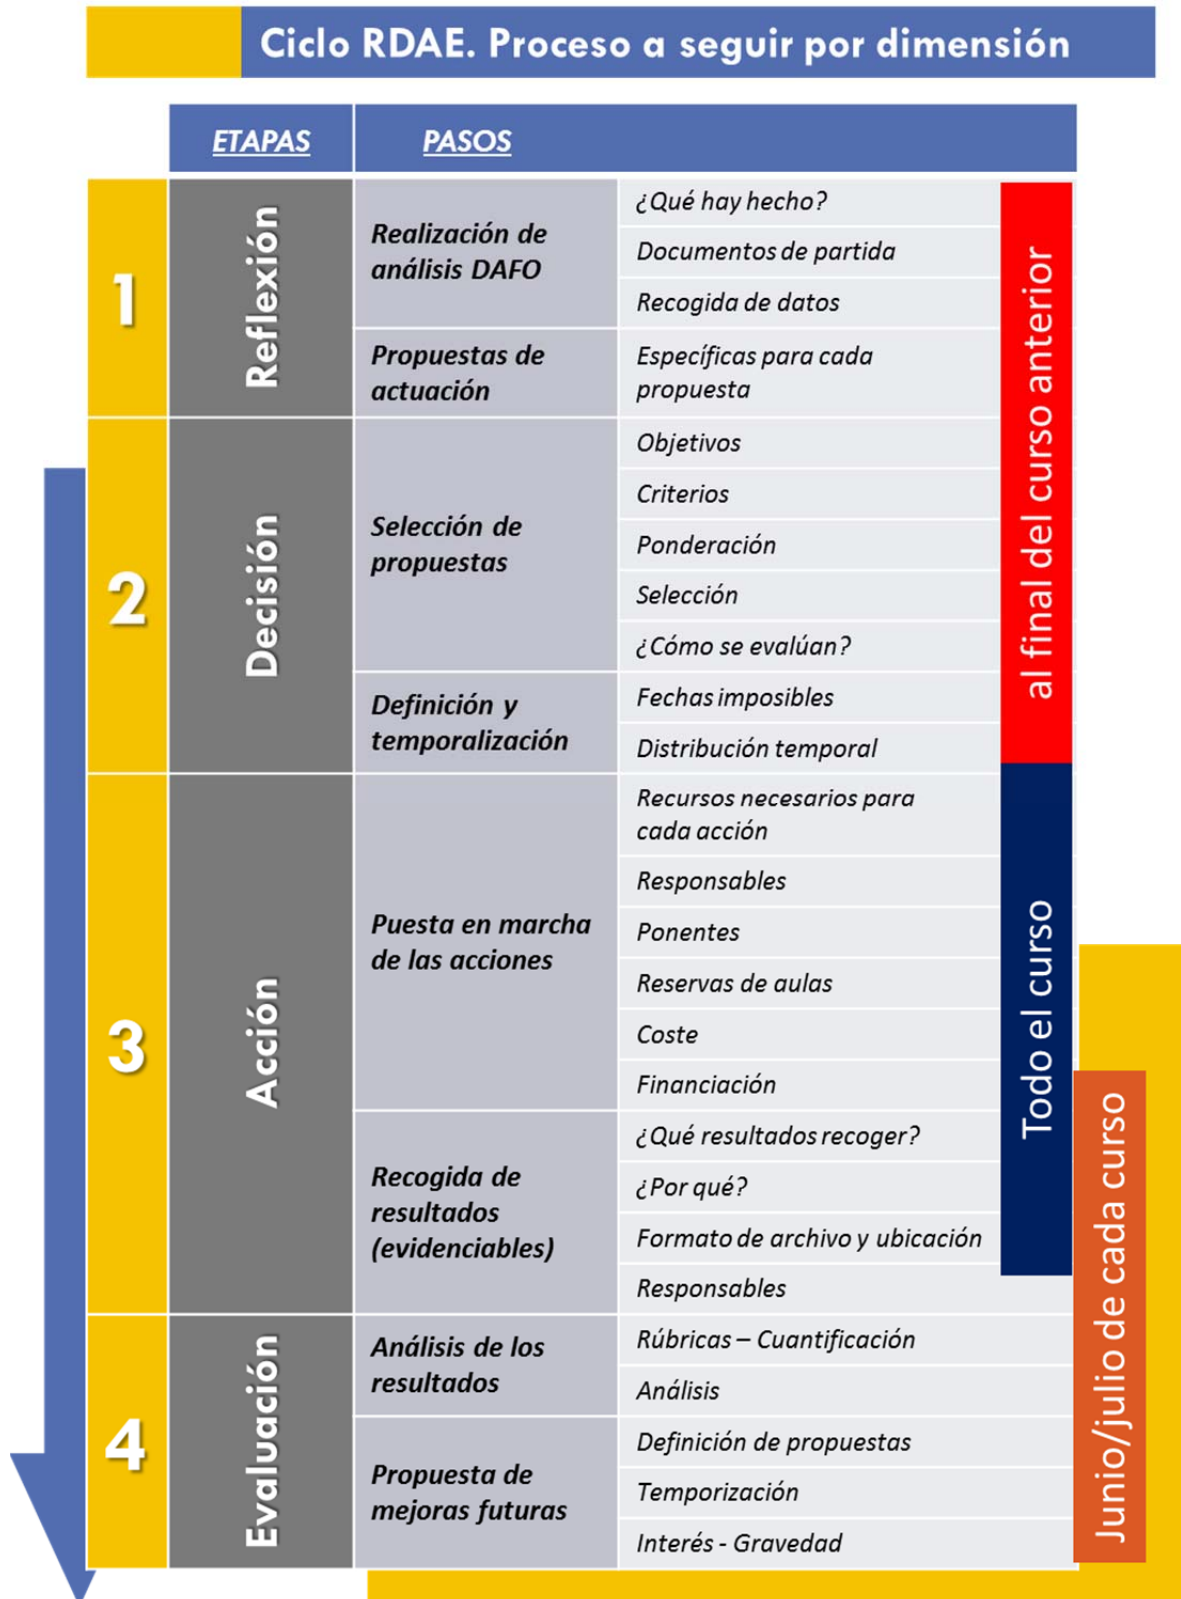 Ciclo RDAE. Proceso a seguir por dimensión
ETAPAS
PASOS
1
Reflexión
Realización de
análisis DAFO
¿Qué hay hecho?
Documentos de partida
Recogida de datos
Propuestas de
actuación
Específicas para cada
propuesta
2
Decisión
Selección de
propuestas
Objetivos
Criterios
Ponderación
Selección
¿Cómo se evalúan?
Definición y
temporalización
Fechas imposibles
Distribución temporal
al final del curso anterior
3
Acción
Puesta en marcha
de las acciones
Recursos necesarios para
cada acción
Responsables
Ponentes
Reservas de aulas
Coste
Financiación
Recogida de
resultados
(evidenciables)
¿Qué resultados recoger?
¿Por qué?
Formato de archivo y ubicación
Responsables
Todo el curso
4
Evaluación
Análisis de los
resultados
Rúbricas – Cuantificación
Análisis
Propuesta de
mejoras futuras
Definición de propuestas
Temporización
Interés - Gravedad
Junio/julio de cada curso